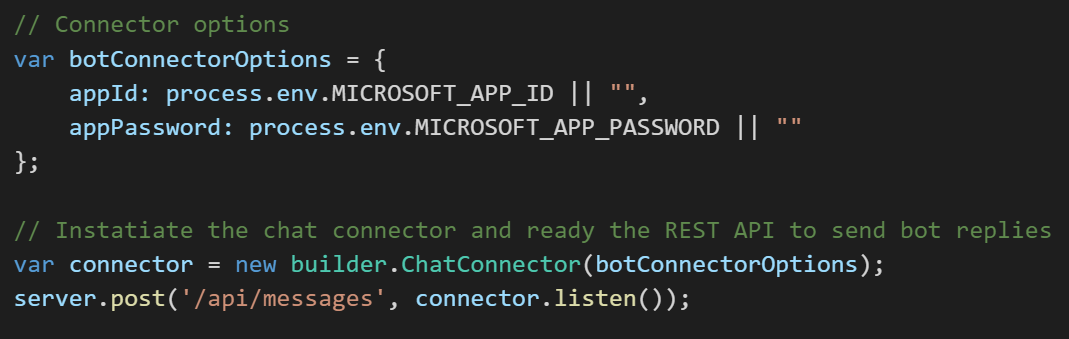 // Connector options
var botConnectorOptions = {
    appId: process.env.MICROSOFT_APP_ID || "",
    appPassword: process.env.MICROSOFT_APP_PASSWORD || ""
};
// Instatiate the chat connector and ready the REST API to send bot replies
var connector = new builder.ChatConnector(botConnectorOptions);
server.post('/api/messages', connector.listen());